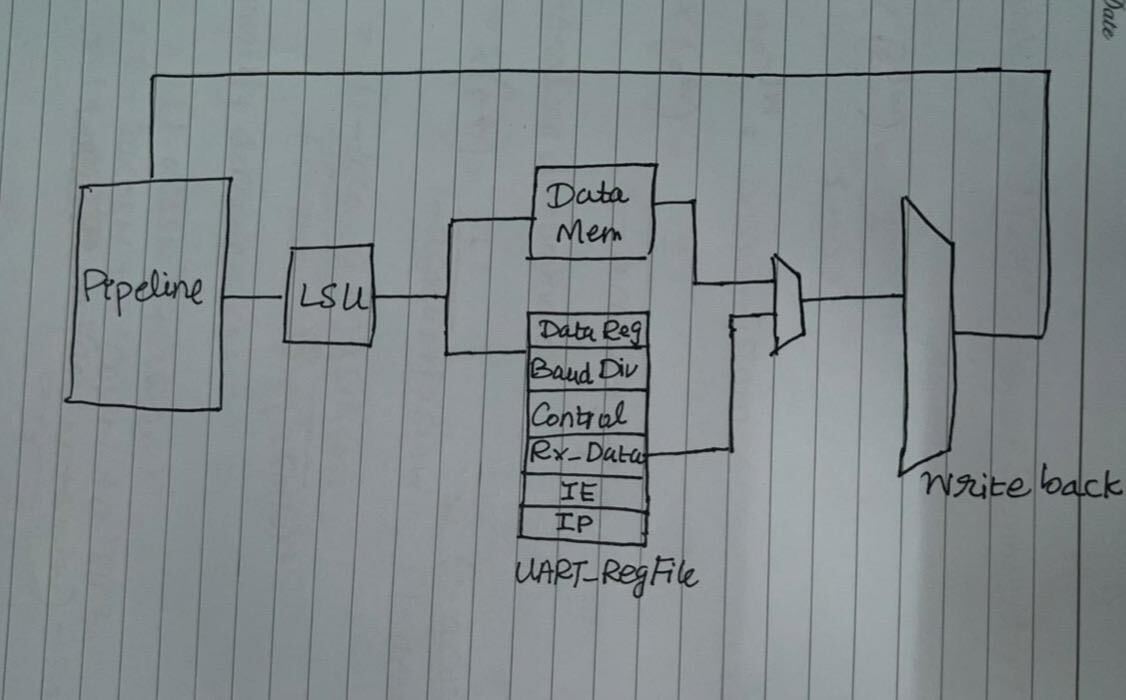 Date
Pipeline
LSU
Data
Mem
Data Reg
Baud Div
Control
Rx_Data
IE
IP
UART_RegFile
Write back